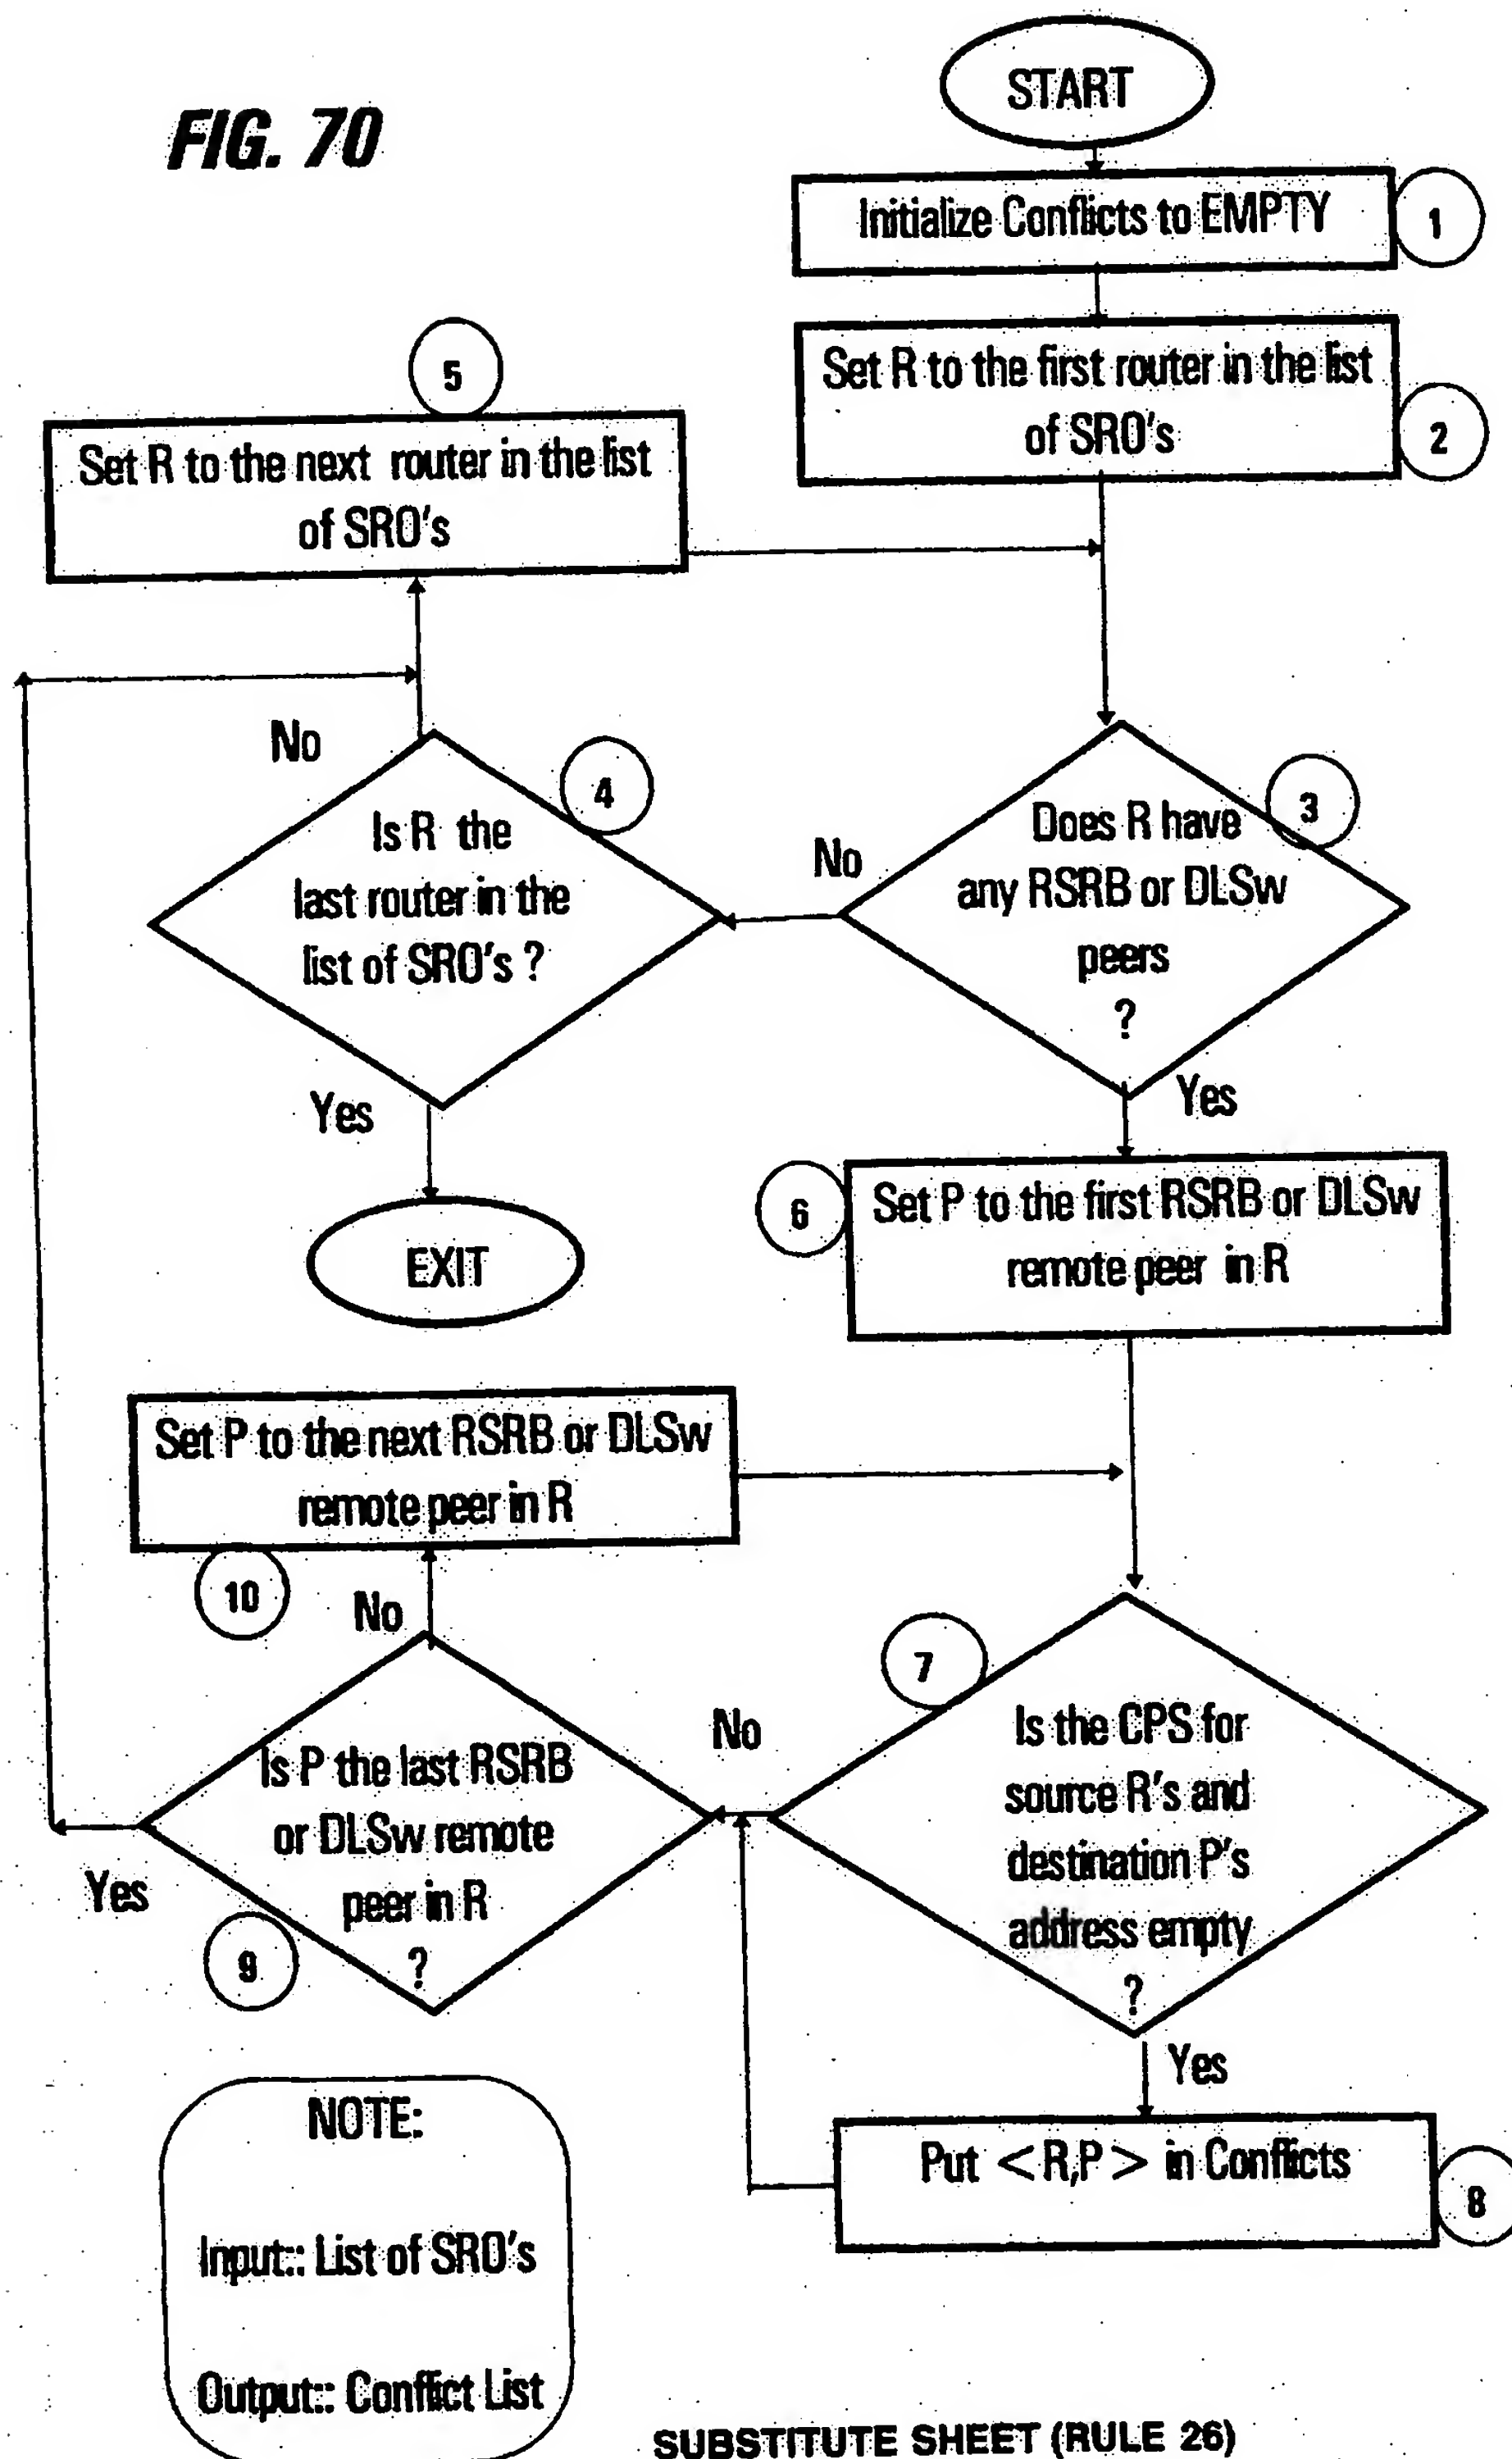 FIG. 70
START
Initialize Conflicts to EMPTY
1
Set R to the first router in the list
of SRO's
2
5
Set R to the next router in the list
of SRO's
No
4
Is R the
last router in the
list of SRO's ?
Yes
EXIT
No
3
Does R have
any RSRB or DLSw
peers
?
Yes
6
Set P to the first RSRB or DLSw
remote peer in R
Set P to the next RSRB or DLSw
remote peer in R
10
No
Is P the last RSRB
or DLSw remote
peer in R
?
Yes
9
No
7
Is the CPS for
source R's and
destination P's
address empty
?
Yes
Put <R,P> in Conflicts
8
NOTE:
Input:: List of SRO's
Output:: Conflict List
SUBSTITUTE SHEET (RULE 26)